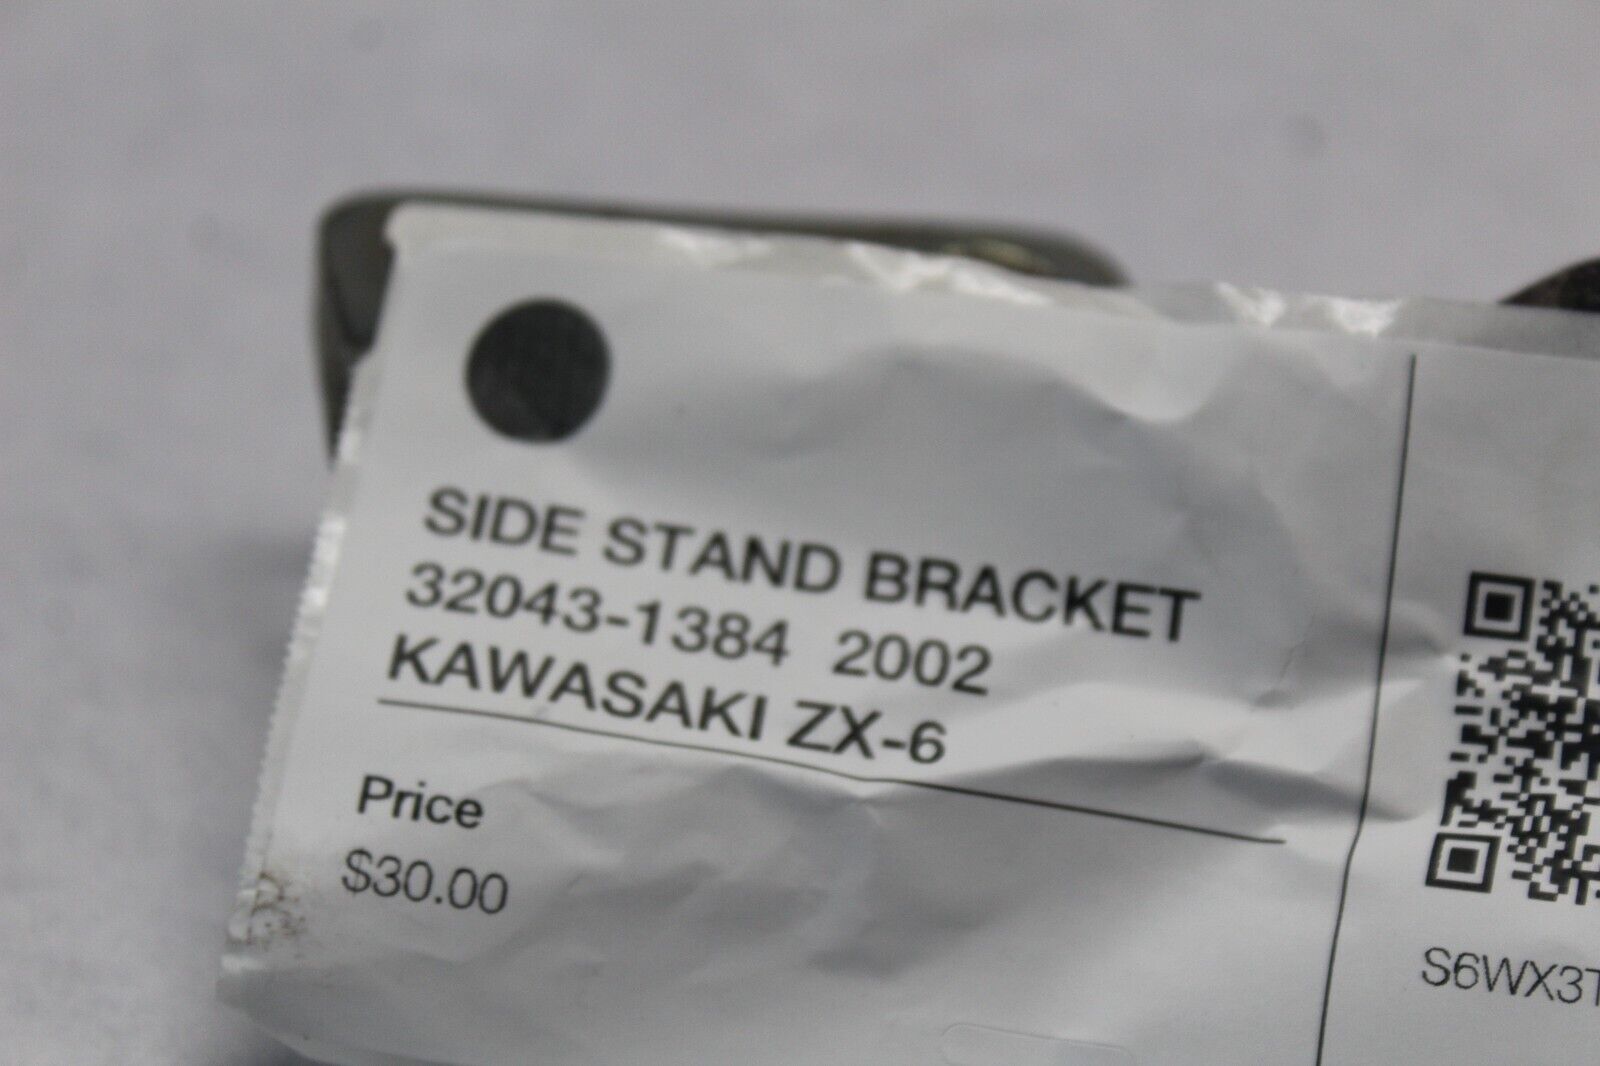 SIDE STAND BRACKET
32043-1384 2002
KAWASAKI ZX-6
Price
$30.00
S6WX3T